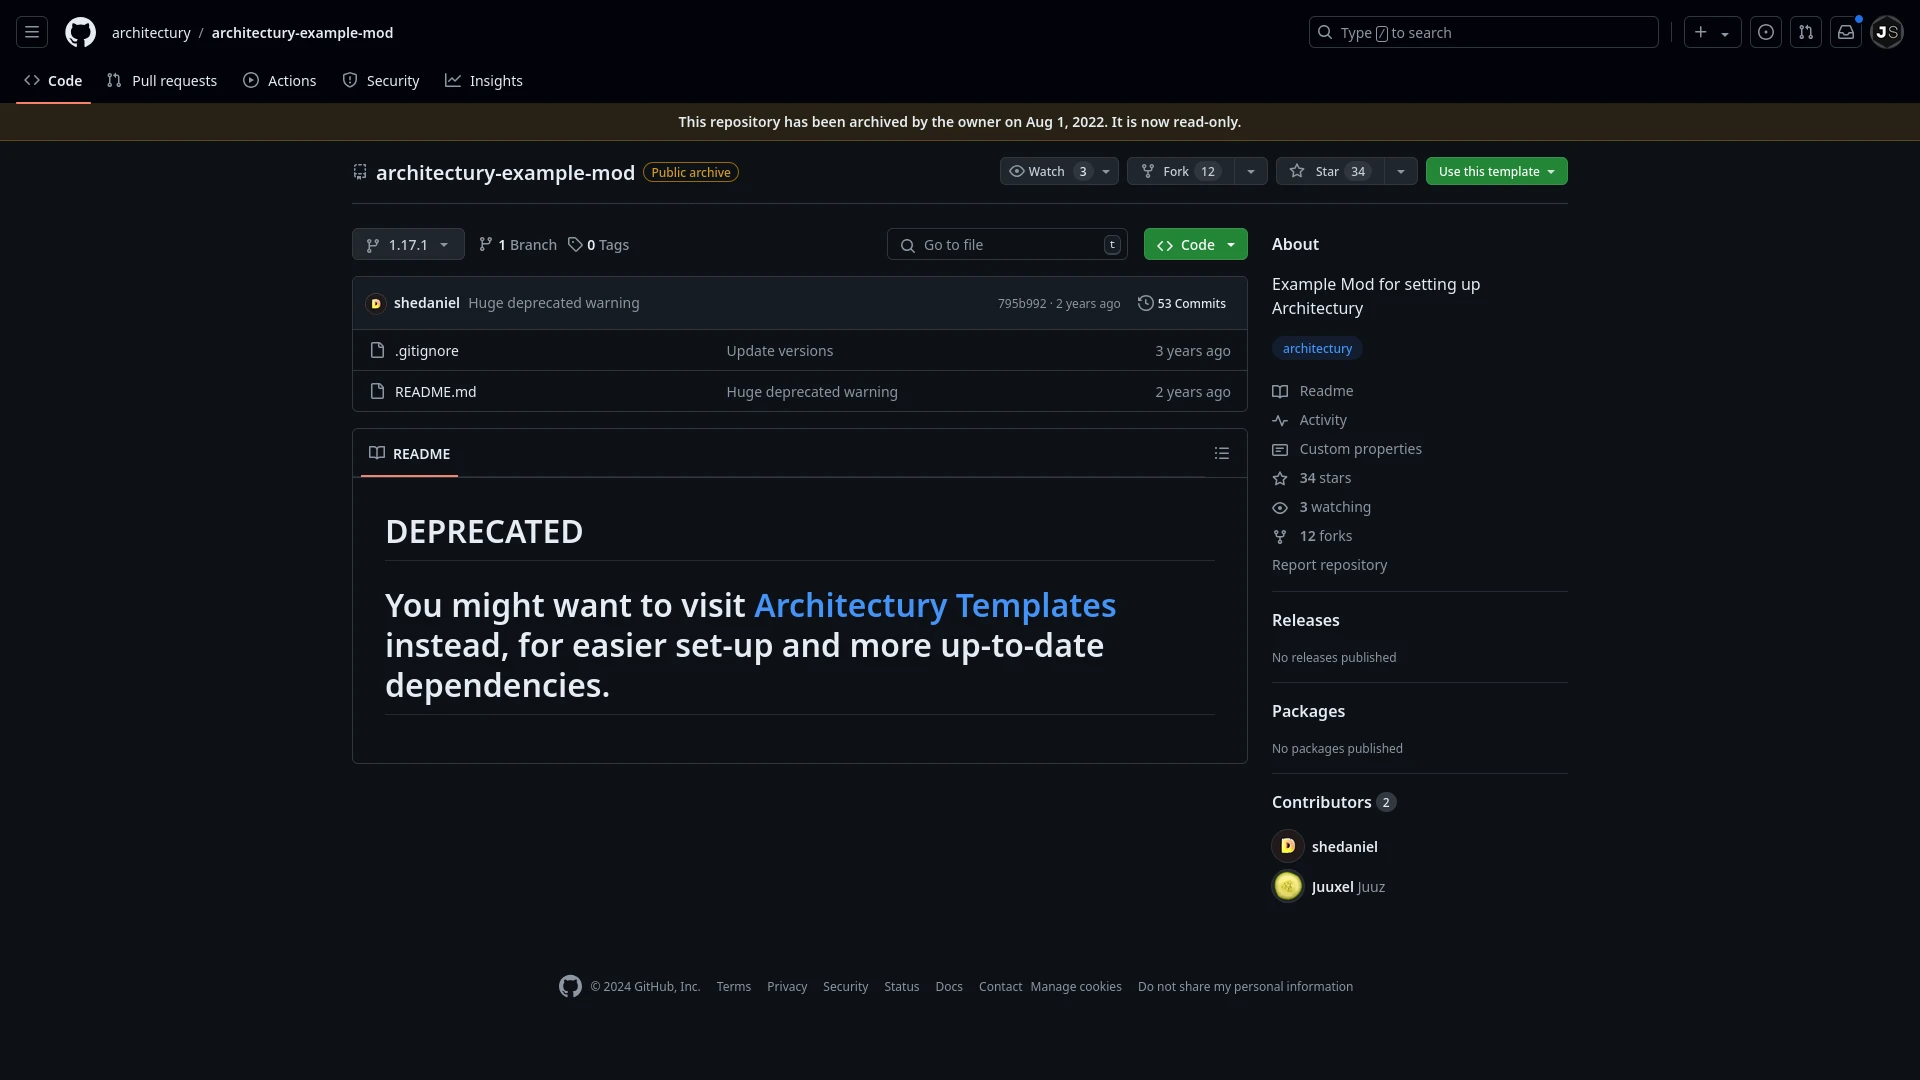 architectury / architectury-example-mod
Type / to search
JS
Code
Pull requests
Actions
Security
Insights
This repository has been archived by the owner on Aug 1, 2022. It is now read-only.
architectury-example-mod Public archive
Watch 3
Fork 12
Star 34
Use this template
1.17.1
1 Branch
0 Tags
Go to file t
Code
shedaniel Huge deprecated warning 795b992 · 2 years ago 53 Commits
.gitignore Update versions 3 years ago
README.md Huge deprecated warning 2 years ago
README
DEPRECATED
You might want to visit Architectury Templates
instead, for easier set-up and more up-to-date
dependencies.
About
Example Mod for setting up
Architectury
architectury
Readme
Activity
Custom properties
34 stars
3 watching
12 forks
Report repository
Releases
No releases published
Packages
No packages published
Contributors 2
D shedaniel
Juuxel Juuz
© 2024 GitHub, Inc. Terms Privacy Security Status Docs Contact Manage cookies Do not share my personal information